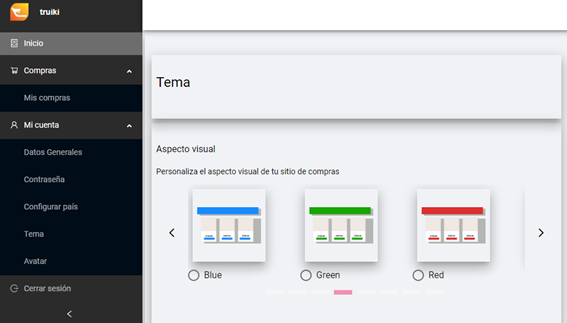 truiki
Inicio
Compras
Mis compras
Mi cuenta
Datos Generales
Contraseña
Configurar país
Tema
Avatar
Cerrar sesión
Tema
Aspecto visual
Personaliza el aspecto visual de tu sitio de compras
Blue
Green
Red